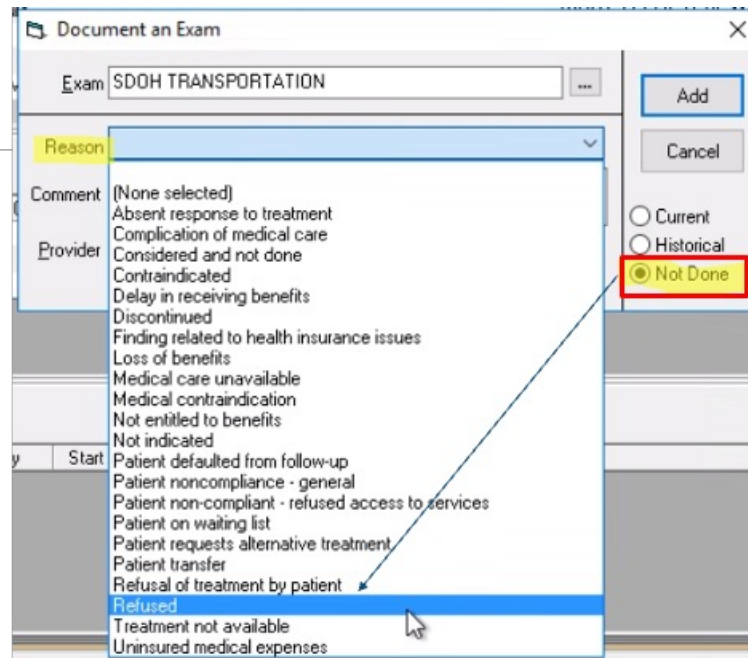 Document an Exam
Exam SDOH TRANSPORTATION ...
Add
Reason
Cancel
Comment
Provider
Current
Historical
Not Done
(None selected)
Absent response to treatment
Complication of medical care
Considered and not done
Contraindicated
Delay in receiving benefits
Discontinued
Finding related to health insurance issues
Loss of benefits
Medical care unavailable
Medical contraindication
Not entitled to benefits
Not indicated
Patient defaulted from follow-up
Patient noncompliance - general
Patient non-compliant - refused access to services
Patient on waiting list
Patient requests alternative treatment
Patient transfer
Refusal of treatment by patient
Refused
Treatment not available
Uninsured medical expenses
y Start